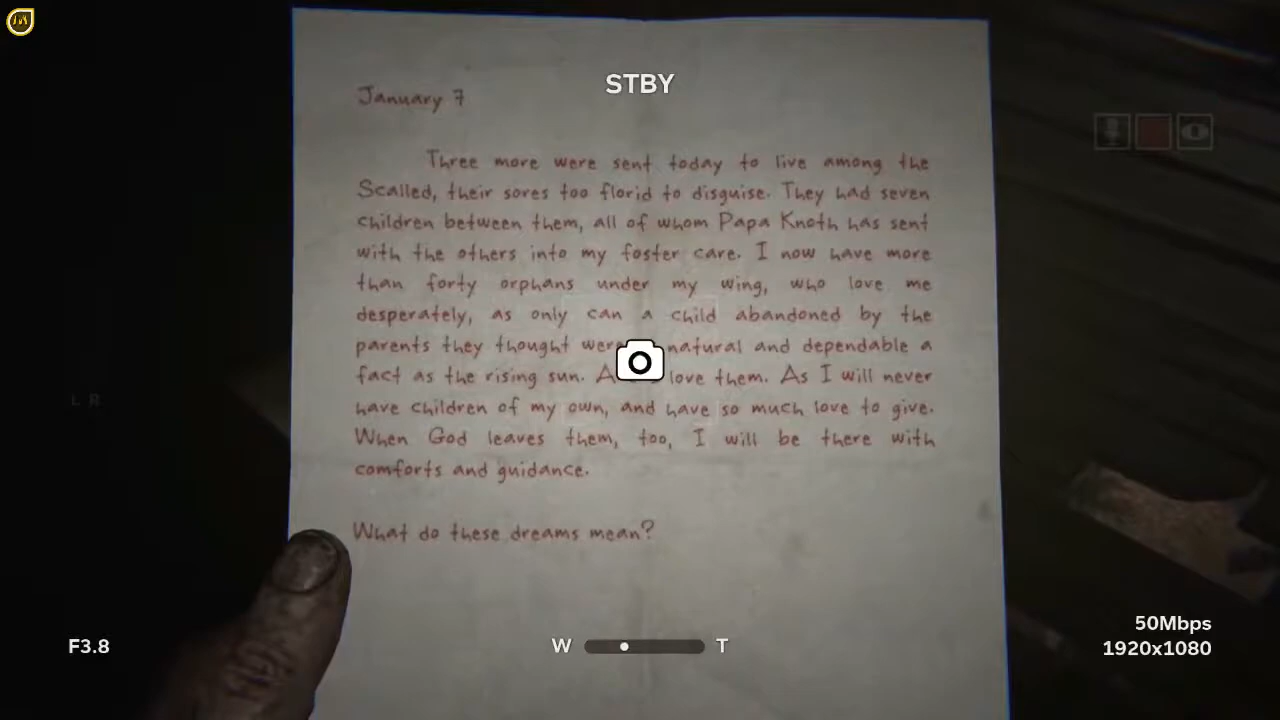 STBY
January 7
Three more were sent today to live among the
Scalled, their sores too florid to disguise. They had seven
children between them, all of whom Papa Knoth has sent
with the others into my foster care. I now have more
than forty orphans under my wing, who love me
desperately, as only can a child abandoned by the
parents they thought were natural and dependable a
fact as the rising sun. love them. As I will never
have children of my own, and have so much love to give.
When God leaves them, too, I will be there with
comforts and guidance.
What do these dreams mean?
L R
F3.8
W T
50Mbps
1920x1080